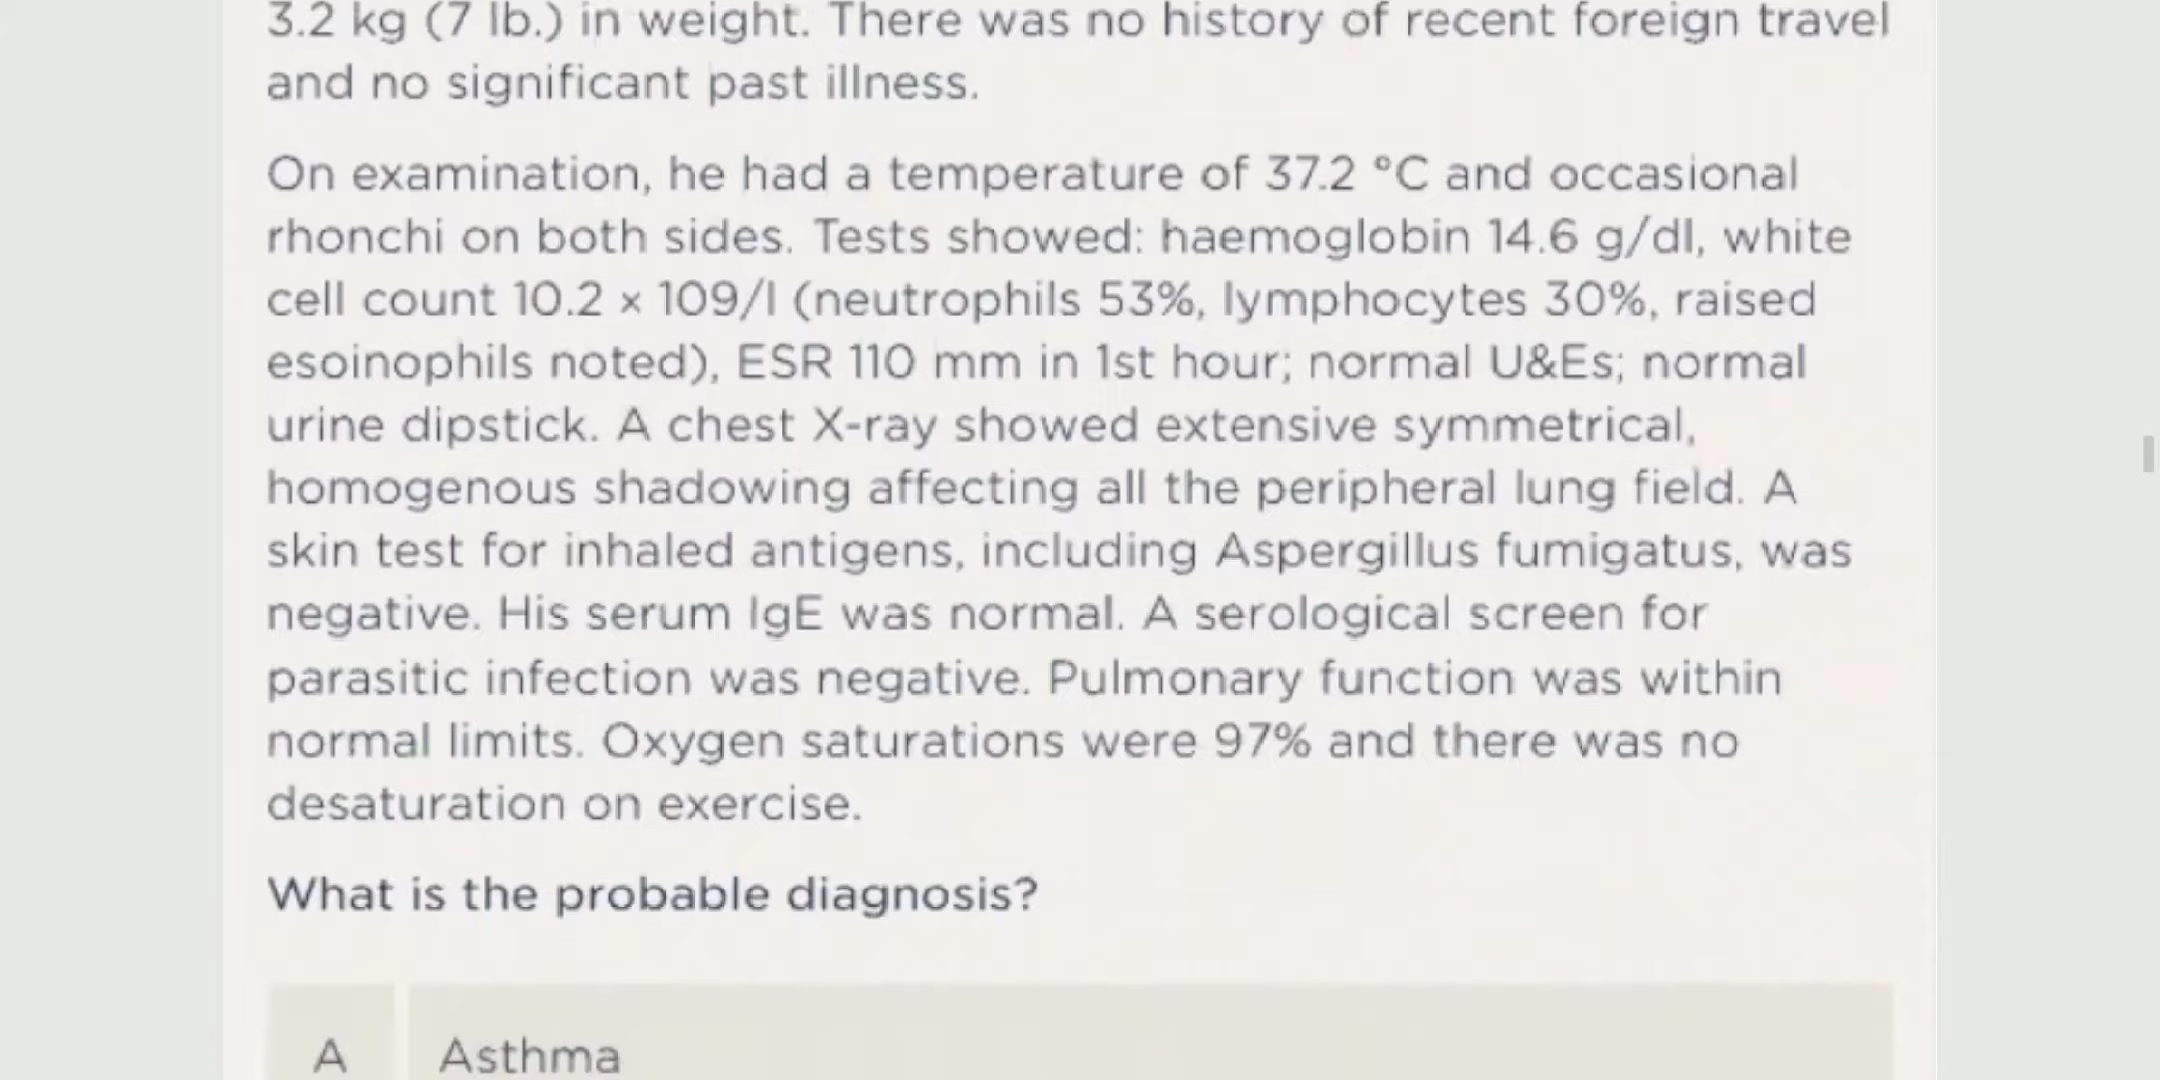 3.2 kg (7 lb.) in weight. There was no history of recent foreign travel
and no significant past illness.
On examination, he had a temperature of 37.2 °C and occasional
rhonchi on both sides. Tests showed: haemoglobin 14.6 g/dl, white
cell count 10.2 × 109/l (neutrophils 53%, lymphocytes 30%, raised
esoinophils noted), ESR 110 mm in 1st hour; normal U&Es; normal
urine dipstick. A chest X-ray showed extensive symmetrical,
homogenous shadowing affecting all the peripheral lung field. A
skin test for inhaled antigens, including Aspergillus fumigatus, was
negative. His serum IgE was normal. A serological screen for
parasitic infection was negative. Pulmonary function was within
normal limits. Oxygen saturations were 97% and there was no
desaturation on exercise.
What is the probable diagnosis?
A Asthma